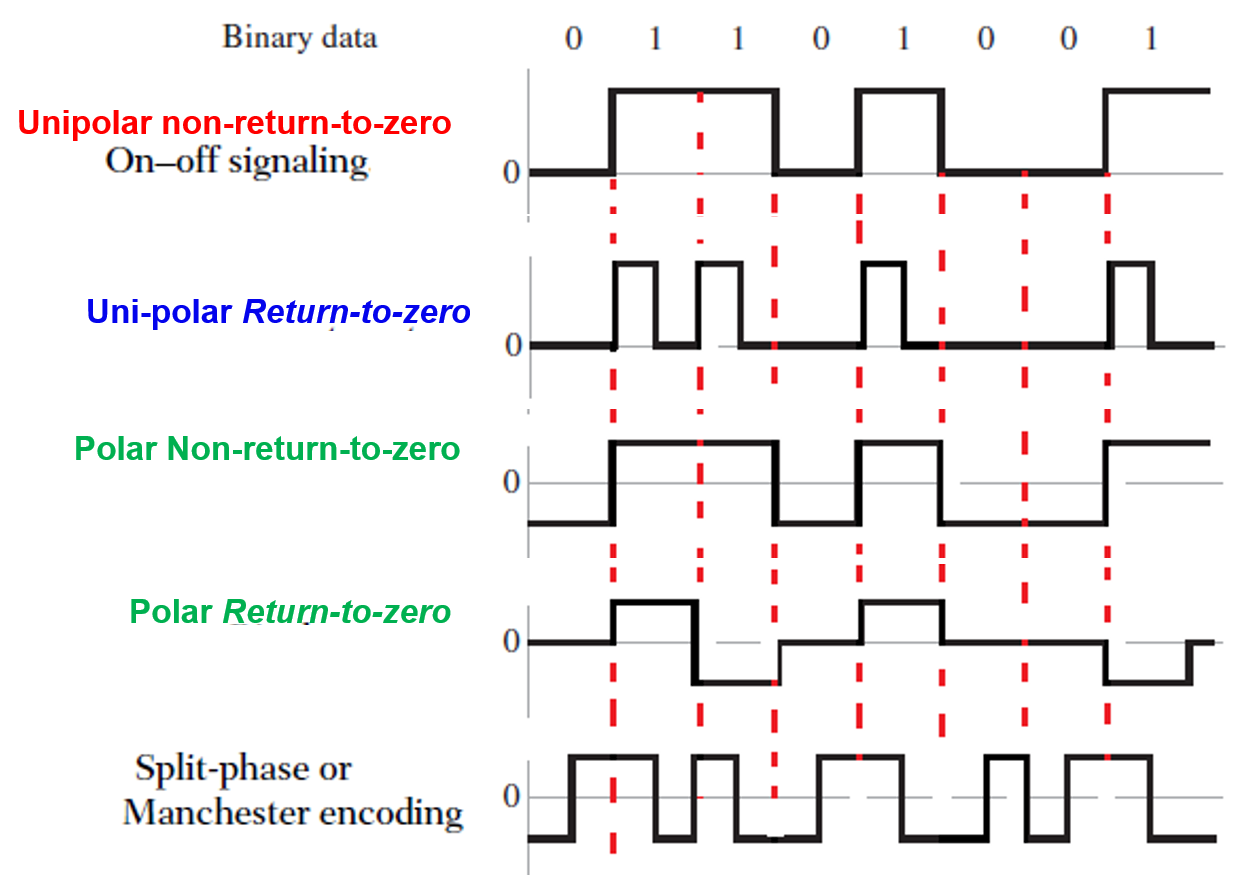 Binary data 0 1 1 0 1 0 0 1
Unipolar non-return-to-zero
On–off signaling
0
Uni-polar Return-to-zero
0
Polar Non-return-to-zero
0
Polar Return-to-zero
0
Split-phase or
Manchester encoding
0